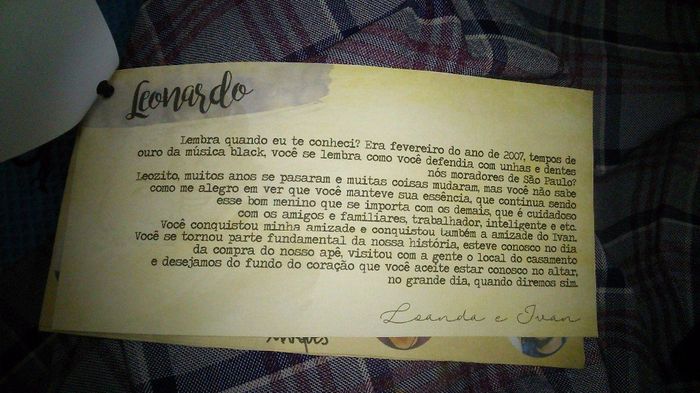 Leonardo
Lembra quando eu te conheci? Era fevereiro do ano de 2007, tempos de
ouro da música black, você se lembra como você defendia com unhas e dentes
nós moradores de São Paulo?
Leozito, muitos anos se pasaram e muitas coisas mudaram, mas você não sabe
como me alegro em ver que você manteve sua essência, que continua sendo
esse bom menino que se importa com os demais, que é cuidadoso
com os amigos e familiares, trabalhador, inteligente e etc.
Você conquistou minha amizade e conquistou também a amizade do Ivan.
Você se tornou parte fundamental da nossa história, esteve conosco no dia
da compra do nosso apê, visitou com a gente o local do casamento
e desejamos do fundo do coração que você aceite estar conosco no altar,
no grande dia, quando diremos sim.
Loanda e Ivan